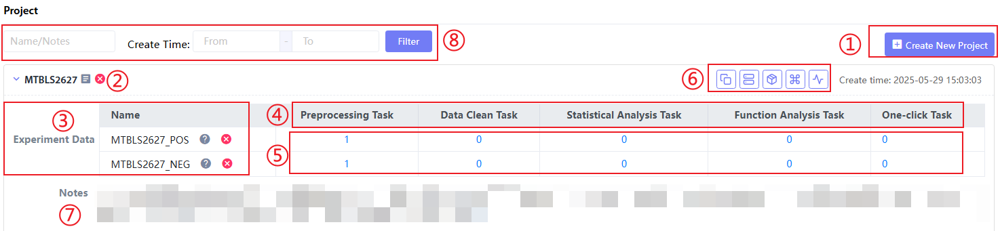 Project
Name/Notes Create Time: From - To Filter ⑧ ① Create New Project
MTBLS2627 ② ⑥ Create time: 2025-05-29 15:03:03
③ Name ④ Preprocessing Task Data Clean Task Statistical Analysis Task Function Analysis Task One-click Task
Experiment Data MTBLS2627_POS ? ⑤ 1 0 0 0 0
MTBLS2627_NEG ? 1 0 0 0 0
Notes
⑦